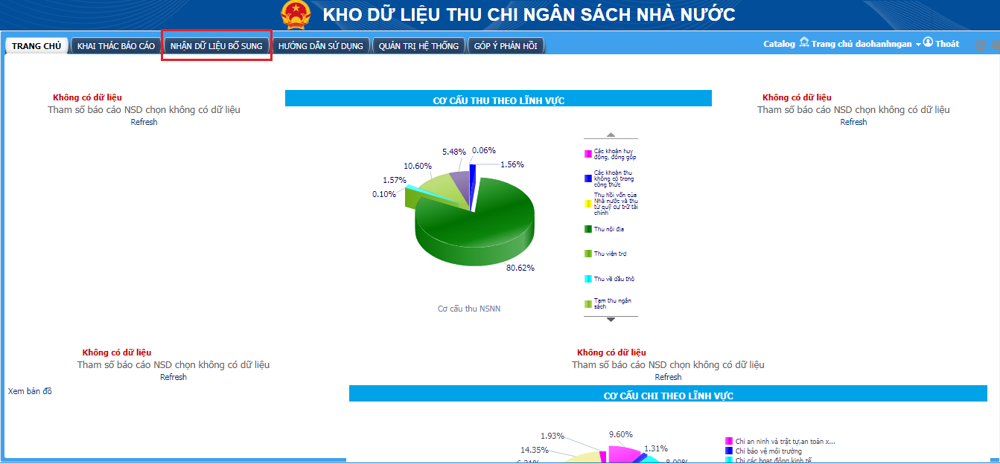 KHO DỮ LIỆU THU CHI NGÂN SÁCH NHÀ NƯỚC
TRANG CHỦ
KHAI THÁC BÁO CÁO
NHẬN DỮ LIỆU BỔ SUNG
HƯỚNG DẪN SỬ DỤNG
QUẢN TRỊ HỆ THỐNG
GÓP Ý PHẢN HỒI
Catalog
Trang chủ daohanhngan
Thoát
Không có dữ liệu
Tham số báo cáo NSD chọn không có dữ liệu
Refresh
CƠ CẤU THU THEO LĨNH VỰC
5.48%
0.06%
10.60%
1.56%
1.57%
0.10%
80.62%
Cơ cấu thu NSNN
Các khoản huy
động, đóng góp
Các khoản thu
không có trong
công thức
Thu hồi vốn của
Nhà nước và thu
từ quỹ dự trữ tài
chính
Thu nội địa
Thu viện trợ
Thu về dầu thô
Tạm thu ngân
sách
Không có dữ liệu
Tham số báo cáo NSD chọn không có dữ liệu
Refresh
Không có dữ liệu
Tham số báo cáo NSD chọn không có dữ liệu
Refresh
Xem bản đồ
Không có dữ liệu
Tham số báo cáo NSD chọn không có dữ liệu
Refresh
CƠ CẤU CHI THEO LĨNH VỰC
1.93%
9.60%
14.35%
1.31%
Chi an ninh và trật tự,an toàn x...
Chi bảo vệ môi trường
Chi các hoạt động kinh tế